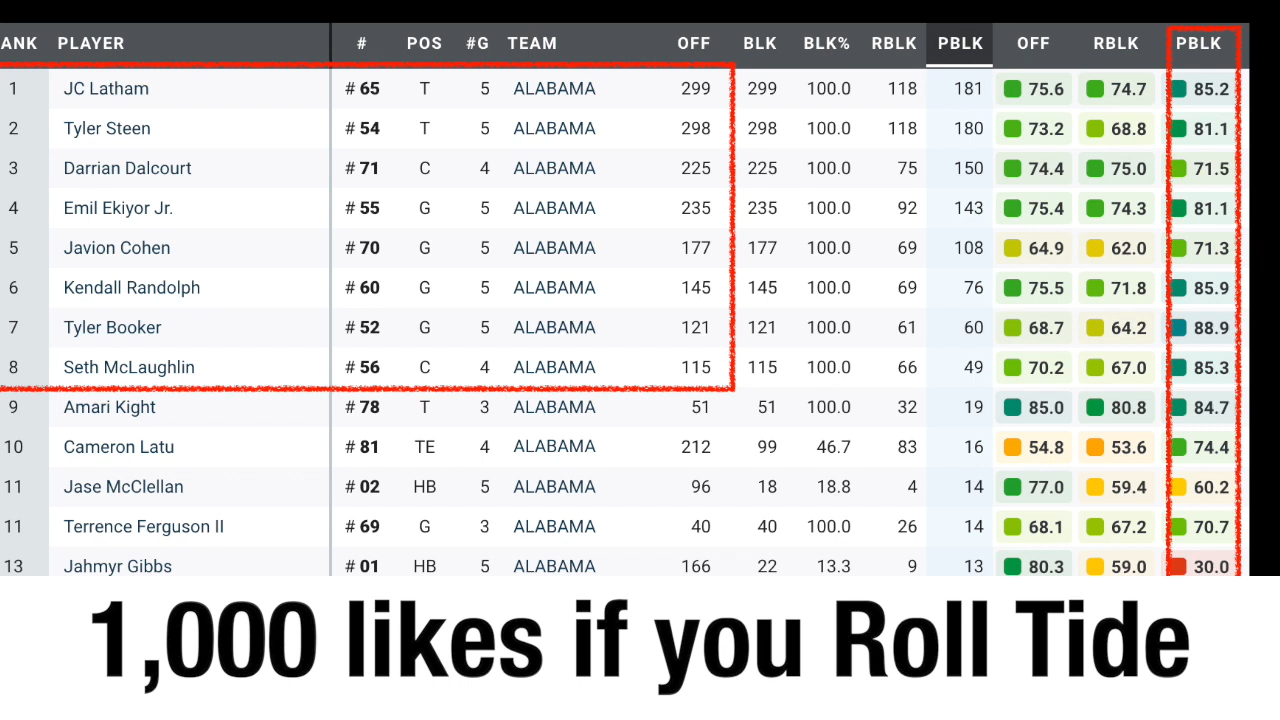 ANK PLAYER # POS #G TEAM OFF BLK BLK% RBLK PBLK OFF RBLK PBLK
1 JC Latham # 65 T 5 ALABAMA 299 299 100.0 118 181 75.6 74.7 85.2
2 Tyler Steen # 54 T 5 ALABAMA 298 298 100.0 118 180 73.2 68.8 81.1
3 Darrian Dalcourt # 71 C 4 ALABAMA 225 225 100.0 75 150 74.4 75.0 71.5
4 Emil Ekiyor Jr. # 55 G 5 ALABAMA 235 235 100.0 92 143 75.4 74.3 81.1
5 Javion Cohen # 70 G 5 ALABAMA 177 177 100.0 69 108 64.9 62.0 71.3
6 Kendall Randolph # 60 G 5 ALABAMA 145 145 100.0 69 76 75.5 71.8 85.9
7 Tyler Booker # 52 G 5 ALABAMA 121 121 100.0 61 60 68.7 64.2 88.9
8 Seth McLaughlin # 56 C 4 ALABAMA 115 115 100.0 66 49 70.2 67.0 85.3
9 Amari Kight # 78 T 3 ALABAMA 51 51 100.0 32 19 85.0 80.8 84.7
10 Cameron Latu # 81 TE 4 ALABAMA 212 99 46.7 83 16 54.8 53.6 74.4
11 Jase McClellan # 02 HB 5 ALABAMA 96 18 18.8 4 14 77.0 59.4 60.2
11 Terrence Ferguson II # 69 G 3 ALABAMA 40 40 100.0 26 14 68.1 67.2 70.7
13 Jahmyr Gibbs # 01 HB 5 ALABAMA 166 22 13.3 9 13 80.3 59.0 30.0
1,000 likes if you Roll Tide